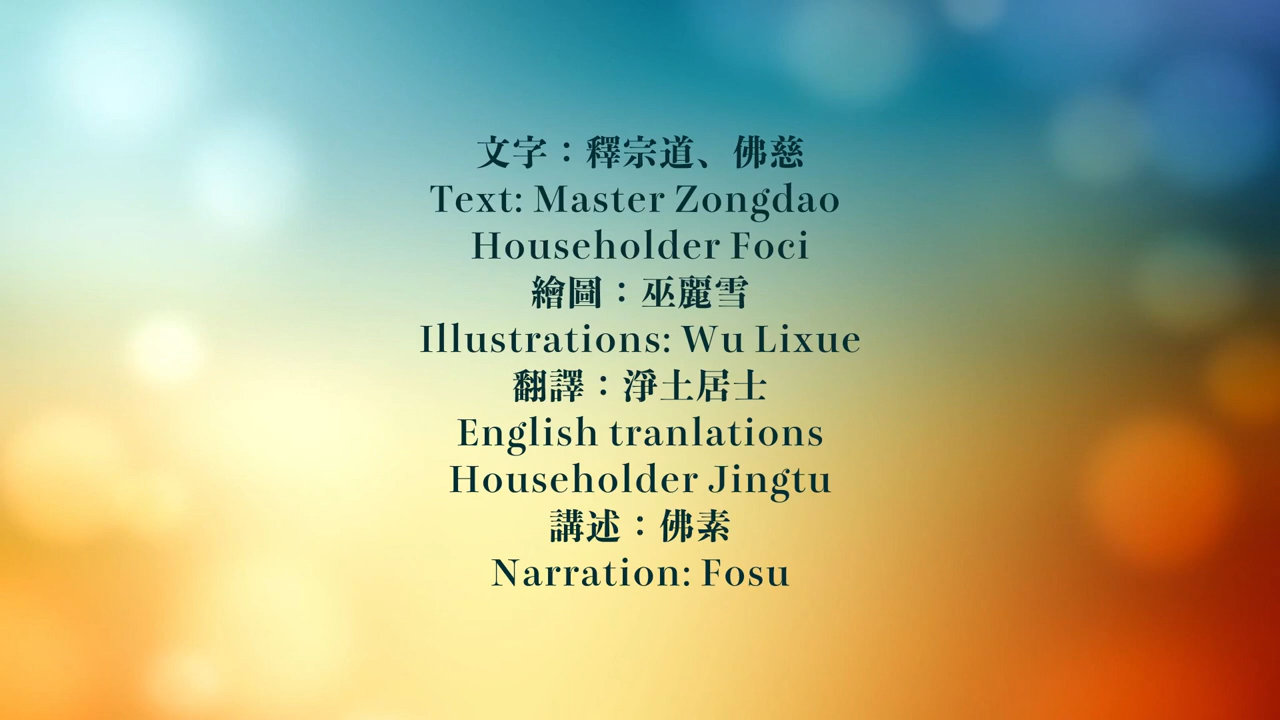 文字：釋宗道、佛慈
Text: Master Zongdao
Householder Foci
繪圖：巫麗雪
Illustrations: Wu Lixue
翻譯：淨土居士
English tranlations
Householder Jingtu
講述：佛素
Narration: Fosu